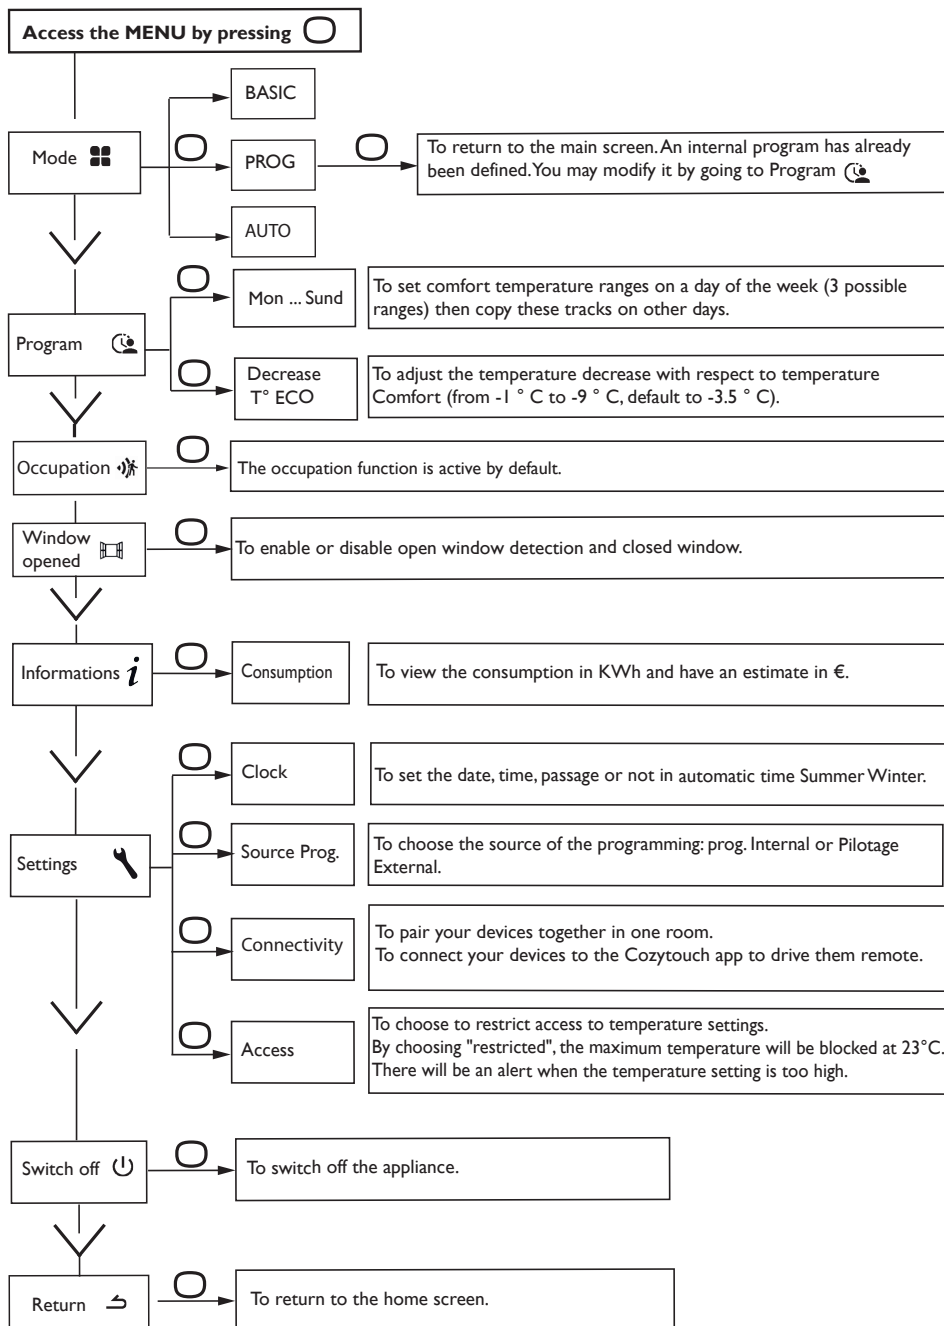 Access the MENU by pressing
BASIC
Mode
PROG
To return to the main screen. An internal program has already
been defined. You may modify it by going to Program
AUTO
Program
Mon ... Sund
To set comfort temperature ranges on a day of the week (3 possible
ranges) then copy these tracks on other days.
Decrease
T° ECO
To adjust the temperature decrease with respect to temperature
Comfort (from -1 ° C to -9 ° C, default to -3.5 ° C).
Occupation
The occupation function is active by default.
Window
opened
To enable or disable open window detection and closed window.
Informations
Consumption
To view the consumption in KWh and have an estimate in €.
Settings
Clock
To set the date, time, passage or not in automatic time Summer Winter.
Source Prog.
To choose the source of the programming: prog. Internal or Pilotage
External.
Connectivity
To pair your devices together in one room.
To connect your devices to the Cozytouch app to drive them remote.
Access
To choose to restrict access to temperature settings.
By choosing "restricted", the maximum temperature will be blocked at 23°C.
There will be an alert when the temperature setting is too high.
Switch off
To switch off the appliance.
Return
To return to the home screen.